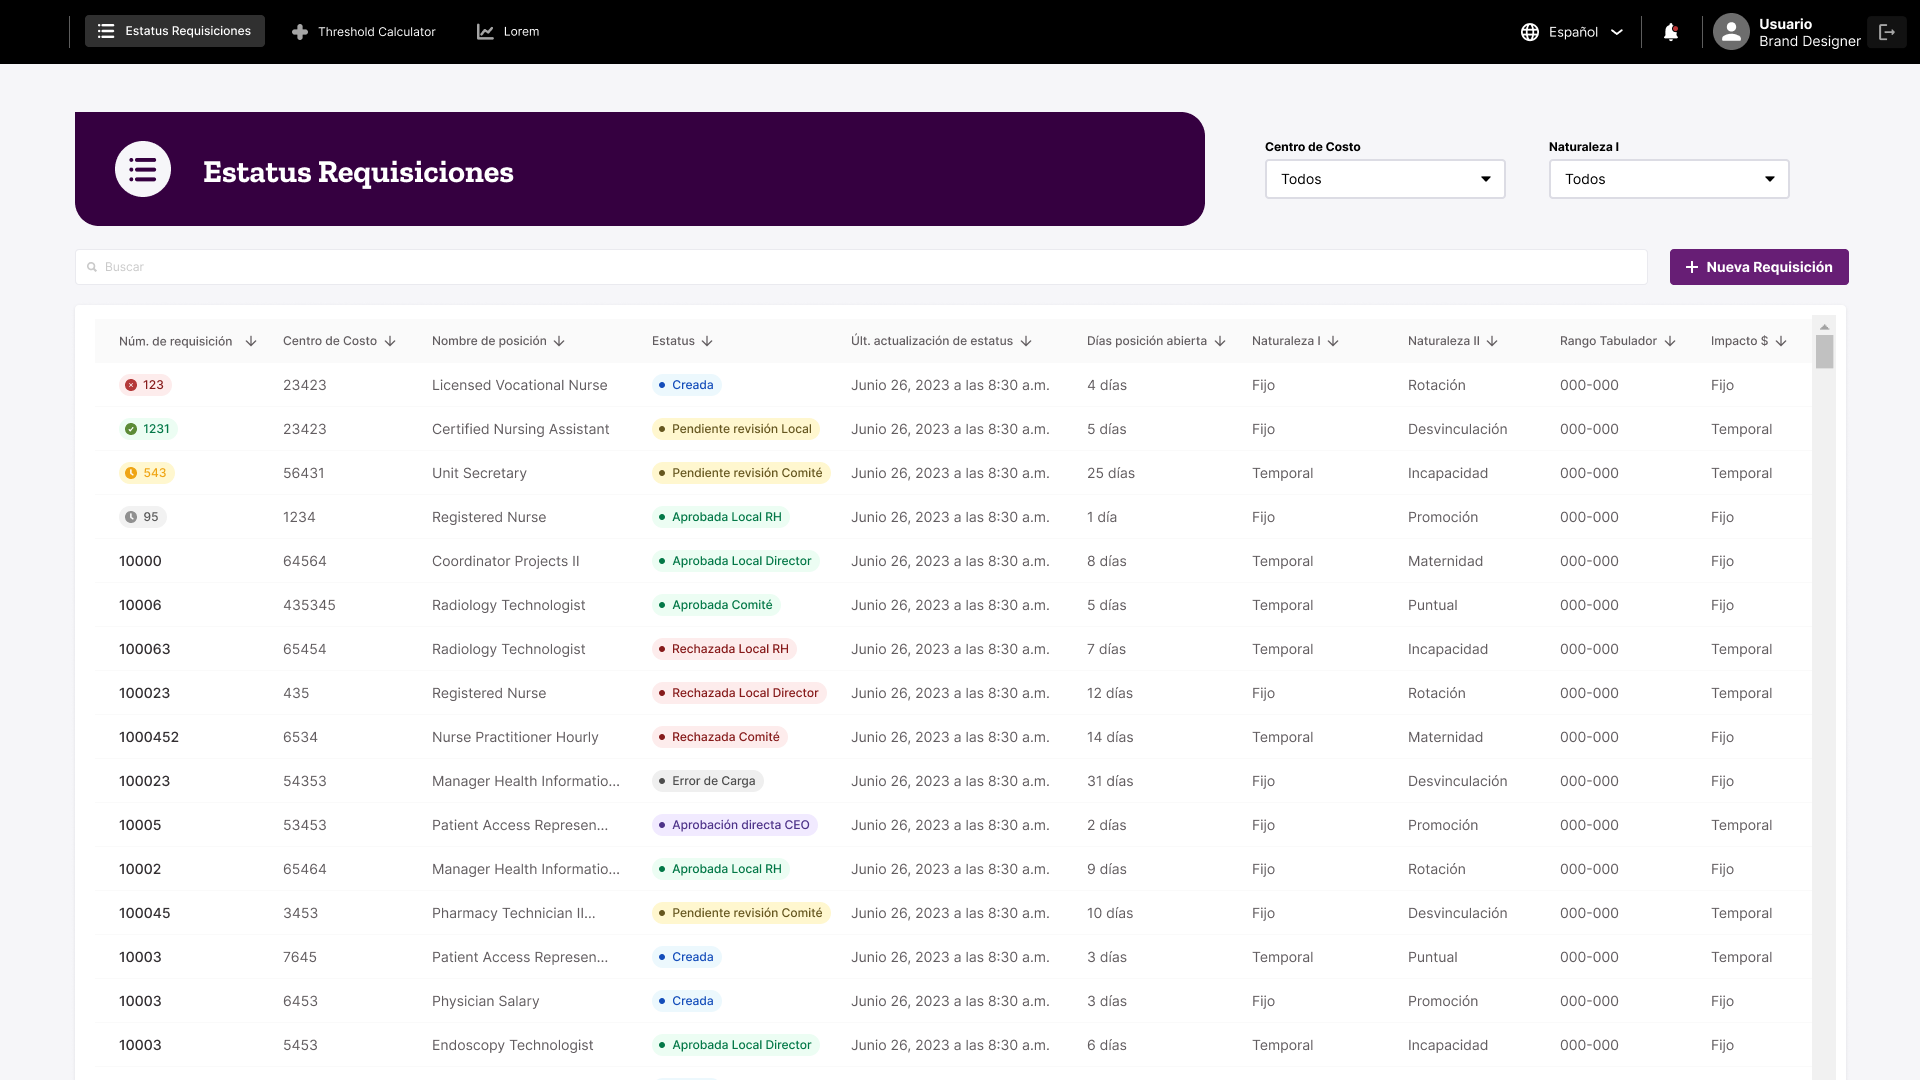 Estatus Requisiciones Threshold Calculator Lorem Español Usuario
Brand Designer
Estatus Requisiciones
Centro de Costo Naturaleza I
Todos Todos
Buscar Nueva Requisición
Núm. de requisición Centro de Costo Nombre de posición Estatus Últ. actualización de estatus Días posición abierta Naturaleza I Naturaleza II Rango Tabulador Impacto $
123 23423 Licensed Vocational Nurse Creada Junio 26, 2023 a las 8:30 a.m. 4 días Fijo Rotación 000-000 Fijo
1231 23423 Certified Nursing Assistant Pendiente revisión Local Junio 26, 2023 a las 8:30 a.m. 5 días Fijo Desvinculación 000-000 Temporal
543 56431 Unit Secretary Pendiente revisión Comité Junio 26, 2023 a las 8:30 a.m. 25 días Temporal Incapacidad 000-000 Temporal
95 1234 Registered Nurse Aprobada Local RH Junio 26, 2023 a las 8:30 a.m. 1 día Fijo Promoción 000-000 Fijo
10000 64564 Coordinator Projects II Aprobada Local Director Junio 26, 2023 a las 8:30 a.m. 8 días Temporal Maternidad 000-000 Fijo
10006 435345 Radiology Technologist Aprobada Comité Junio 26, 2023 a las 8:30 a.m. 5 días Temporal Puntual 000-000 Fijo
100063 65454 Radiology Technologist Rechazada Local RH Junio 26, 2023 a las 8:30 a.m. 7 días Temporal Incapacidad 000-000 Temporal
100023 435 Registered Nurse Rechazada Local Director Junio 26, 2023 a las 8:30 a.m. 12 días Fijo Rotación 000-000 Temporal
1000452 6534 Nurse Practitioner Hourly Rechazada Comité Junio 26, 2023 a las 8:30 a.m. 14 días Temporal Maternidad 000-000 Fijo
100023 54353 Manager Health Informatio... Error de Carga Junio 26, 2023 a las 8:30 a.m. 31 días Fijo Desvinculación 000-000 Fijo
10005 53453 Patient Access Represen... Aprobación directa CEO Junio 26, 2023 a las 8:30 a.m. 2 días Fijo Promoción 000-000 Temporal
10002 65464 Manager Health Informatio... Aprobada Local RH Junio 26, 2023 a las 8:30 a.m. 9 días Fijo Rotación 000-000 Fijo
100045 3453 Pharmacy Technician II... Pendiente revisión Comité Junio 26, 2023 a las 8:30 a.m. 10 días Fijo Desvinculación 000-000 Temporal
10003 7645 Patient Access Represen... Creada Junio 26, 2023 a las 8:30 a.m. 3 días Temporal Puntual 000-000 Temporal
10003 6453 Physician Salary Creada Junio 26, 2023 a las 8:30 a.m. 3 días Fijo Promoción 000-000 Fijo
10003 5453 Endoscopy Technologist Aprobada Local Director Junio 26, 2023 a las 8:30 a.m. 6 días Temporal Incapacidad 000-000 Fijo